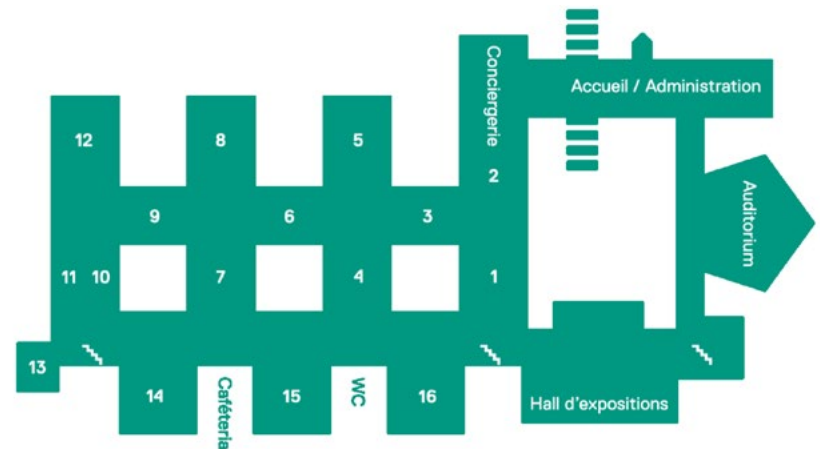 Conciergerie
Accueil / Administration
12
8
5
2
Auditorium
9
6
3
11
10
7
4
1
13
14
Cafétéria
15
WC
16
Hall d'expositions